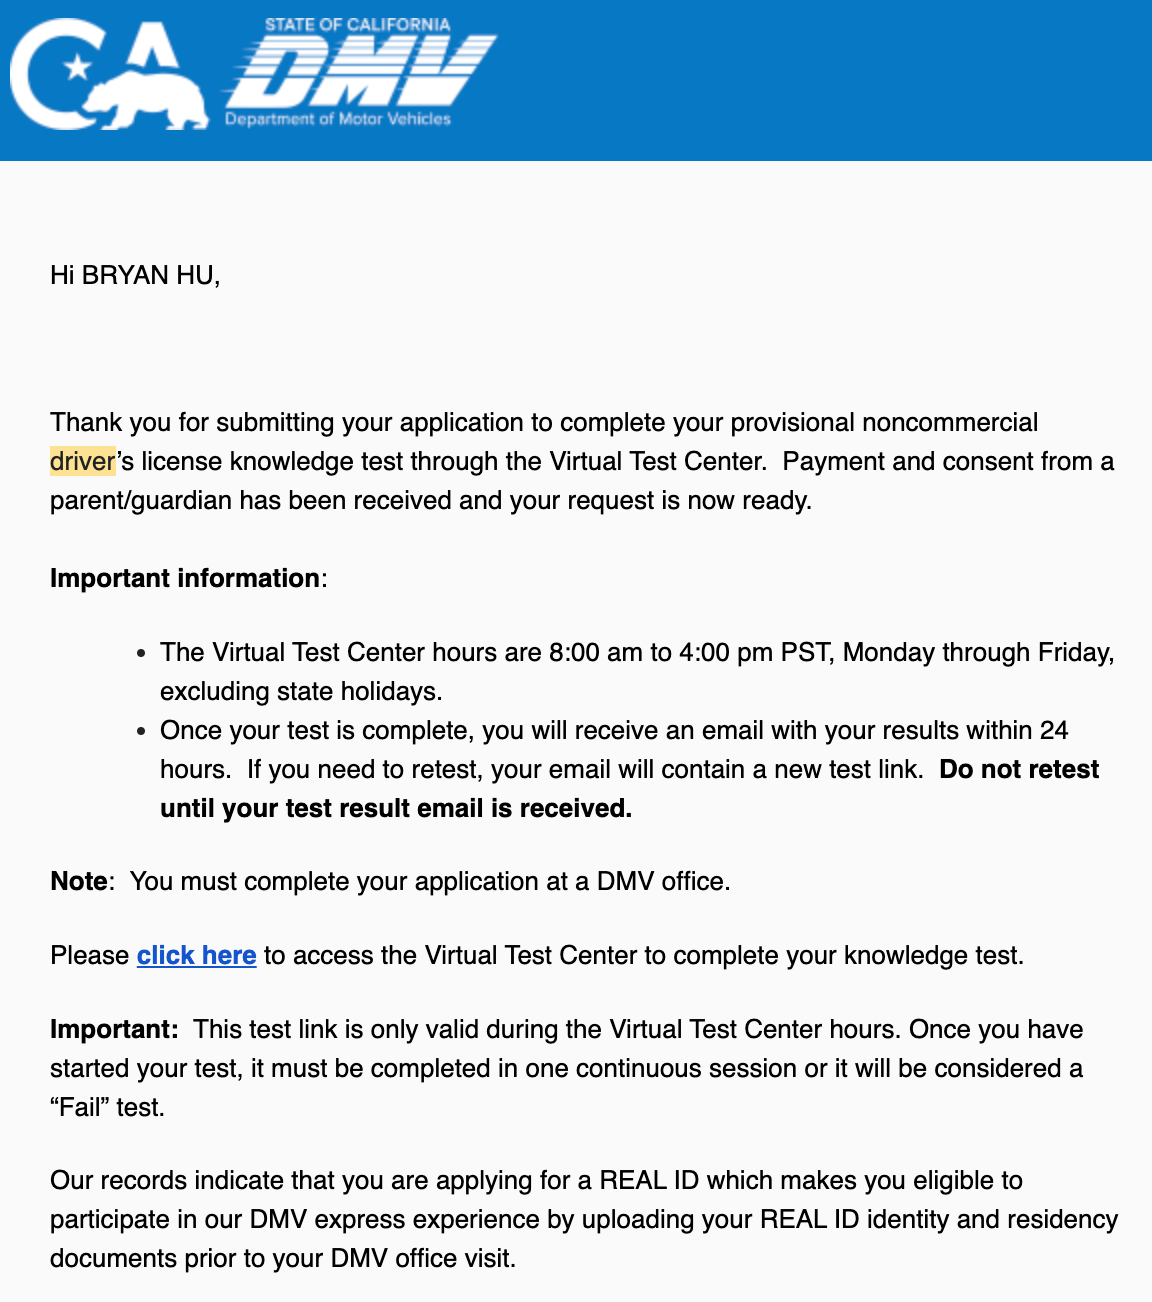 CA
STATE OF CALIFORNIA
DMV
Department of Motor Vehicles
Hi BRYAN HU,
Thank you for submitting your application to complete your provisional noncommercial
driver’s license knowledge test through the Virtual Test Center.  Payment and consent from a
parent/guardian has been received and your request is now ready.
Important information:
• The Virtual Test Center hours are 8:00 am to 4:00 pm PST, Monday through Friday,
excluding state holidays.
• Once your test is complete, you will receive an email with your results within 24
hours.  If you need to retest, your email will contain a new test link.  Do not retest
until your test result email is received.
Note:  You must complete your application at a DMV office.
Please click here to access the Virtual Test Center to complete your knowledge test.
Important:  This test link is only valid during the Virtual Test Center hours. Once you have
started your test, it must be completed in one continuous session or it will be considered a
“Fail” test.
Our records indicate that you are applying for a REAL ID which makes you eligible to
participate in our DMV express experience by uploading your REAL ID identity and residency
documents prior to your DMV office visit.